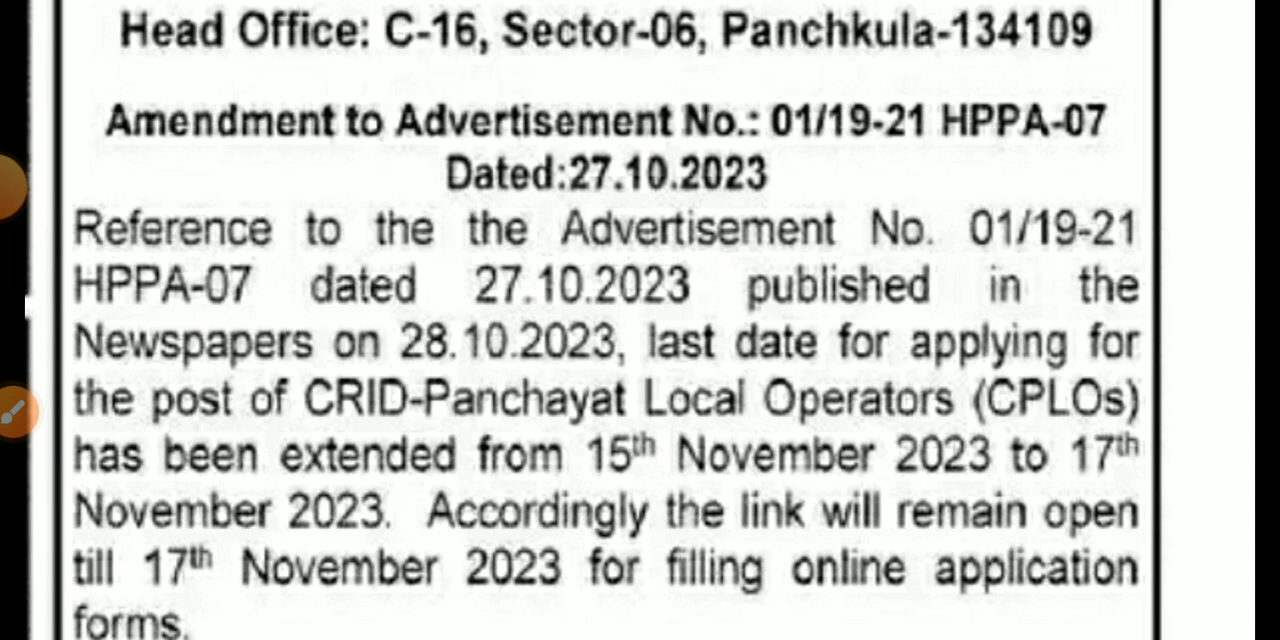 Head Office: C-16, Sector-06, Panchkula-134109
Amendment to Advertisement No.: 01/19-21 HPPA-07
Dated:27.10.2023
Reference to the the Advertisement No. 01/19-21
HPPA-07 dated 27.10.2023 published in the
Newspapers on 28.10.2023, last date for applying for
the post of CRID-Panchayat Local Operators (CPLOs)
has been extended from 15th November 2023 to 17th
November 2023. Accordingly the link will remain open
till 17th November 2023 for filling online application
forms.